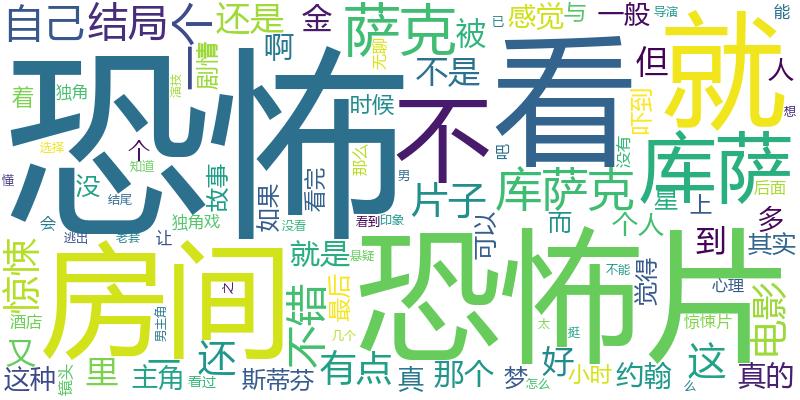 自己
结局
个
还是
金
萨克
被
感觉
与
一般
导演
已
能
恐怖
看
就
不
一
剧情
啊
无聊
不是
但
人
着
独角
演技
时候
吓到
想
选择
个
知道
没
故事
如果
看完
那么
男
吧
没有
库萨
懂
结尾
片子
库萨克
星
上
后面
会
独角戏
没看
看到
印象
可以
而
个人
多
逃出
老套
让
就是
悬疑
到
其实
惊悚
房间
之
恐怖片
不错
最后
不能
觉得
心理
电影
酒店
男主角
几个
太
挺
惊悚片
又
一
还
有点
那个
好
这
这种
镜头
里
主角
看过
斯蒂芬
真
梦
怎么
小时
约翰
么
真的